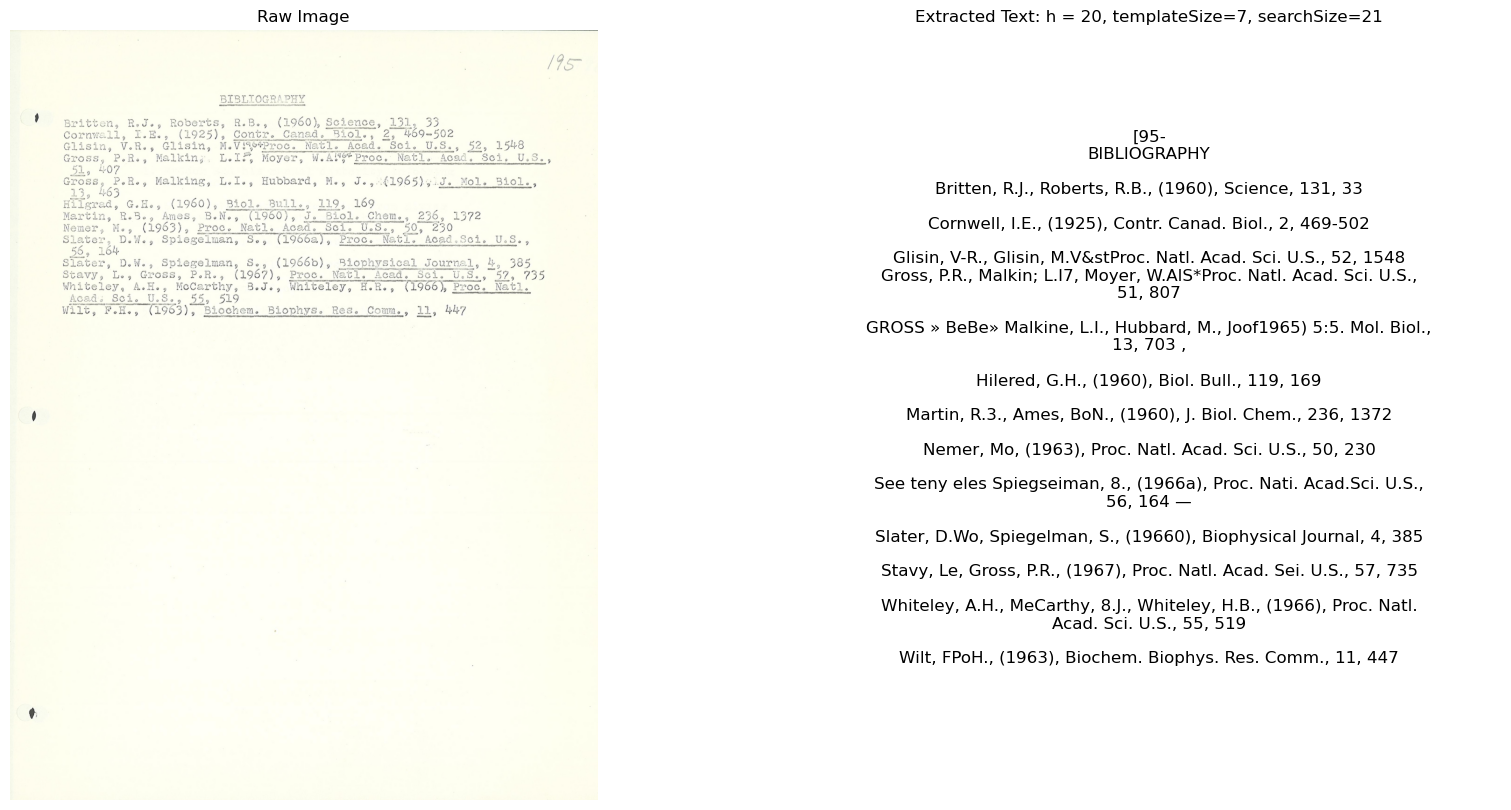 Raw Image
195
BIBLIOGRAPHY
Britten, R.J., Roberts, R.B., (1960), Science, 131, 33
Cornwall, I.E., (1925), Contr. Canad. Biol., 2, 469-502
Glisin, V.R., Glisin, M.V. Proc. Natl. Acad. Sci. U.S., 52, 1548
Gross, P.R., Malkin, L.I., Moyer, W.A. Proc. Natl. Acad. Sci. U.S.,
51, 407
Gross, P.R., Malking, L.I., Hubbard, M., J., (1965), J. Mol. Biol.,
13, 463
Hilgrad, G.H., (1960), Biol. Bull., 119, 169
Martin, R.B., Ames, B.N., (1960), J. Biol. Chem., 236, 1372
Nemer, M., (1963), Proc. Natl. Acad. Sci. U.S., 50, 230
Slater, D.W., Spiegelman, S., (1966a), Proc. Natl. Acad.Sci. U.S.,
56, 164
Slater, D.W., Spiegelman, S., (1966b), Biophysical Journal, 4, 385
Stavy, L., Gross, P.R., (1967), Proc. Natl. Acad. Sci. U.S., 57, 735
Whiteley, A.H., McCarthy, B.J., Whiteley, H.R., (1966), Proc. Natl.
Acad. Sci. U.S., 55, 519
Wilt, F.H., (1963), Biochem. Biophys. Res. Comm., 11, 447
Extracted Text: h = 20, templateSize=7, searchSize=21
[95-
BIBLIOGRAPHY
Britten, R.J., Roberts, R.B., (1960), Science, 131, 33
Cornwell, I.E., (1925), Contr. Canad. Biol., 2, 469-502
Glisin, V-R., Glisin, M.V&stProc. Natl. Acad. Sci. U.S., 52, 1548
Gross, P.R., Malkin; L.I7, Moyer, W.AIS*Proc. Natl. Acad. Sci. U.S.,
51, 807
GROSS » BeBe» Malkine, L.I., Hubbard, M., Joof1965) 5:5. Mol. Biol.,
13, 703 ,
Hilered, G.H., (1960), Biol. Bull., 119, 169
Martin, R.3., Ames, BoN., (1960), J. Biol. Chem., 236, 1372
Nemer, Mo, (1963), Proc. Natl. Acad. Sci. U.S., 50, 230
See teny eles Spiegseiman, 8., (1966a), Proc. Nati. Acad.Sci. U.S.,
56, 164 —
Slater, D.Wo, Spiegelman, S., (19660), Biophysical Journal, 4, 385
Stavy, Le, Gross, P.R., (1967), Proc. Natl. Acad. Sei. U.S., 57, 735
Whiteley, A.H., MeCarthy, 8.J., Whiteley, H.B., (1966), Proc. Natl.
Acad. Sci. U.S., 55, 519
Wilt, FPoH., (1963), Biochem. Biophys. Res. Comm., 11, 447